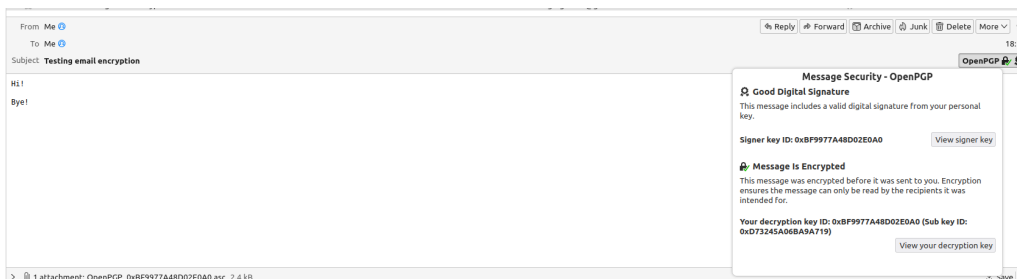 From Me
Reply Forward Archive Junk Delete More
To Me
18:
Subject Testing email encryption
OpenPGP
Hi!
Bye!
Message Security - OpenPGP
Good Digital Signature
This message includes a valid digital signature from your personal
key.
Signer key ID: 0xBF9977A48D02E0A0
View signer key
Message Is Encrypted
This message was encrypted before it was sent to you. Encryption
ensures the message can only be read by the recipients it was
intended for.
Your decryption key ID: 0xBF9977A48D02E0A0 (Sub key ID:
0xD73245A06BA9A719)
View your decryption key
1 attachment: OpenPGP_0xBF9977A48D02E0A0.asc 2.4 kB
Save